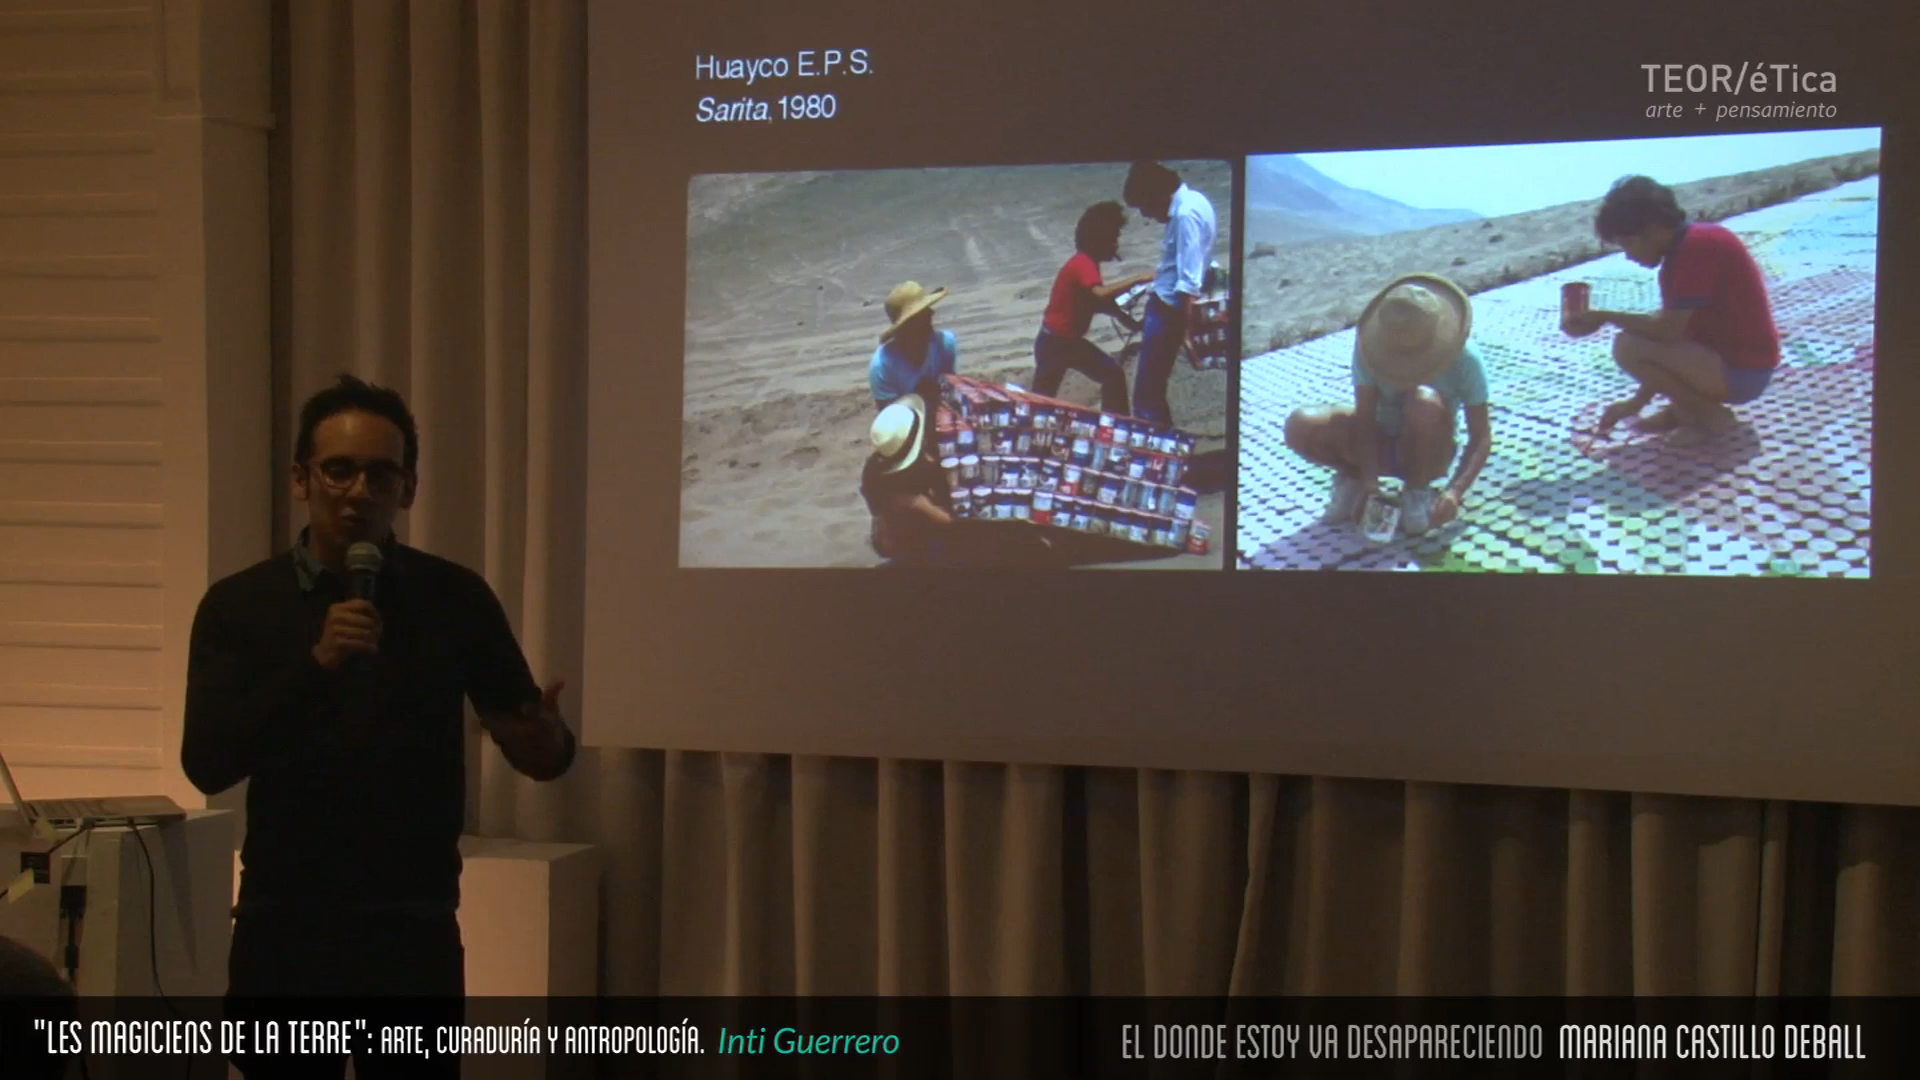 Huayco E.P.S.
Sarita, 1980
TEOR/éTica
arte + pensamiento
"LES MAGICIENS DE LA TERRE": ARTE, CURADURÍA Y ANTROPOLOGÍA. Inti Guerrero
EL DONDE ESTOY VA DESAPARECIENDO MARIANA CASTILLO DEBALL